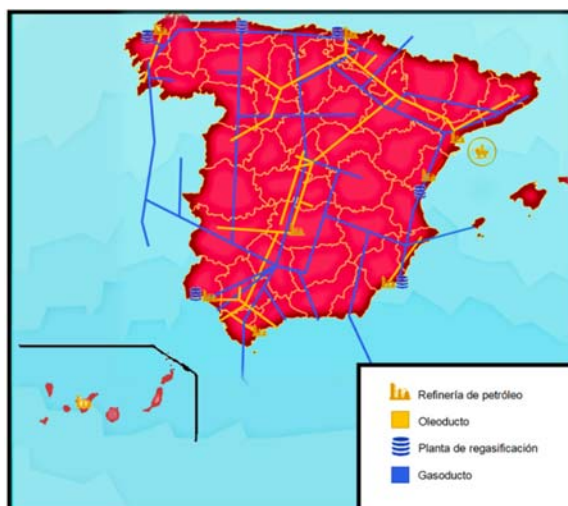 Refinería de petróleo
Oleoducto
Planta de regasificación
Gasoducto